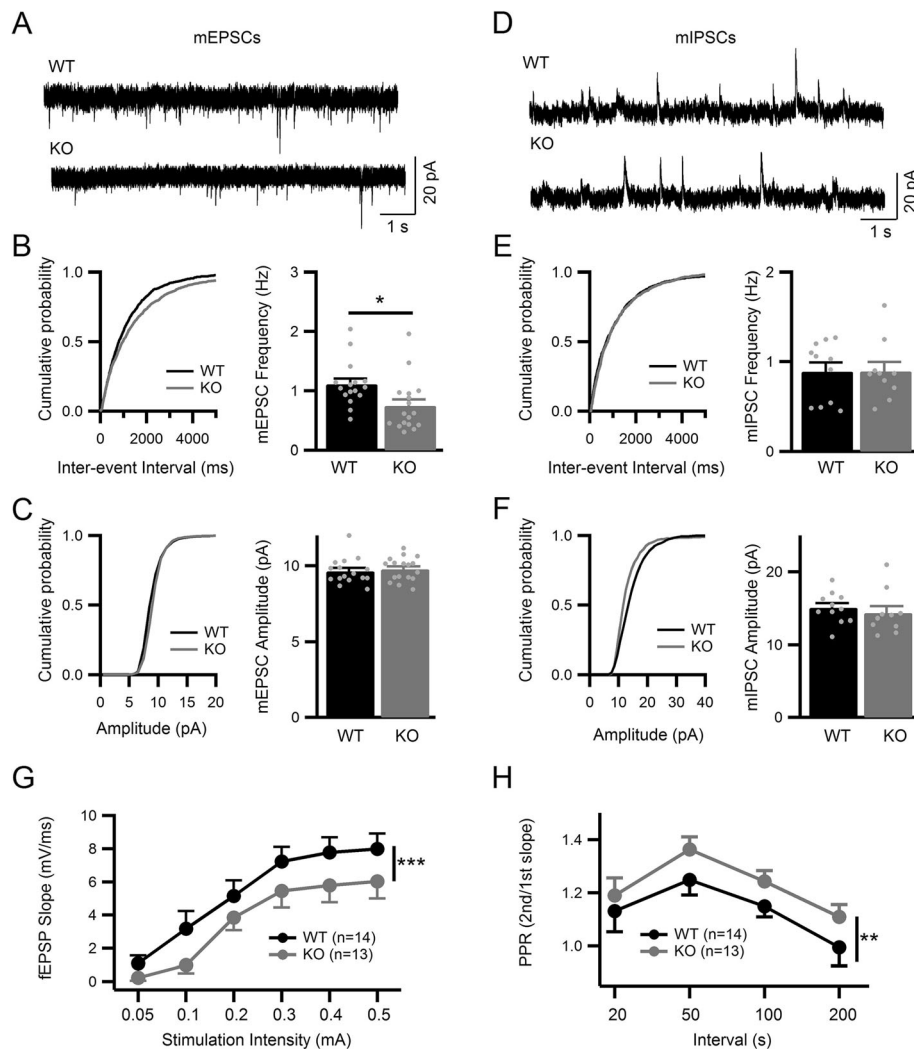 A
mEPSCs
WT
KO
20 pA
1 s
D
mIPSCs
WT
KO
20 pA
1 s
B
Cumulative probability
1.0
0.5
0.0
WT
KO
0 2000 4000
Inter-event Interval (ms)
mEPSC Frequency (Hz)
3
2
1
0
*
WT KO
E
Cumulative probability
1.0
0.5
0.0
WT
KO
0 2000 4000
Inter-event Interval (ms)
mIPSC Frequency (Hz)
2
1
0
WT KO
C
Cumulative probability
1.0
0.5
0.0
WT
KO
0 5 10 15 20
Amplitude (pA)
mEPSC Amplitude (pA)
10
5
0
WT KO
F
Cumulative probability
1.0
0.5
0.0
WT
KO
0 10 20 30 40
Amplitude (pA)
mIPSC Amplitude (pA)
20
10
0
WT KO
G
fEPSP Slope (mV/ms)
10
8
6
4
2
0
***
WT (n=14)
KO (n=13)
0.05 0.1 0.2 0.3 0.4 0.5
Stimulation Intensity (mA)
H
PPR (2nd/1st slope)
1.4
1.2
1.0
**
WT (n=14)
KO (n=13)
20 50 100 200
Interval (s)